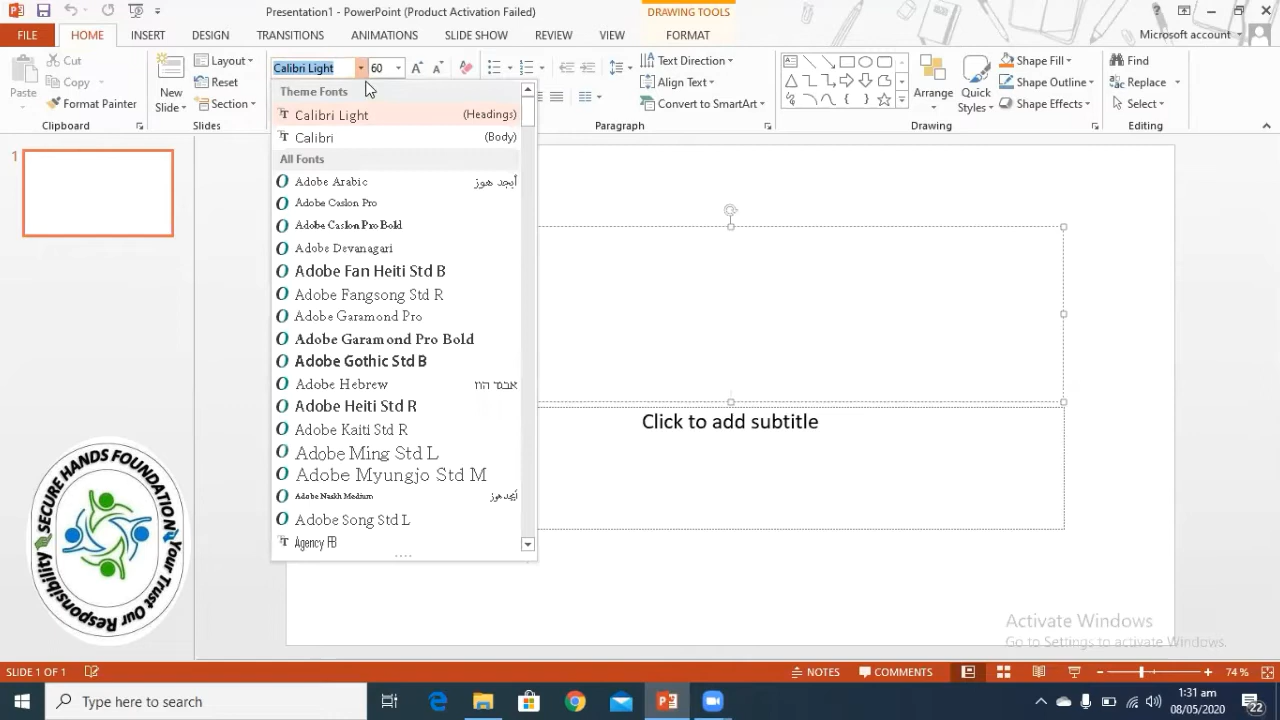 Presentation1 - PowerPoint (Product Activation Failed)
DRAWING TOOLS
FILE
HOME
INSERT
DESIGN
TRANSITIONS
ANIMATIONS
SLIDE SHOW
REVIEW
VIEW
FORMAT
Microsoft account
Paste
Cut
Copy
Format Painter
Clipboard
New
Slide
Layout
Reset
Section
Slides
Calibri Light
60
Text Direction
Align Text
Convert to SmartArt
Paragraph
Arrange
Quick
Styles
Shape Fill
Shape Outline
Shape Effects
Drawing
Find
Replace
Select
Editing
Theme Fonts
Calibri Light (Headings)
Calibri (Body)
All Fonts
Adobe Arabic أبجد هوز
Adobe Caslon Pro
Adobe Caslon Pro Bold
Adobe Devanagari
Adobe Fan Heiti Std B
Adobe Fangsong Std R
Adobe Garamond Pro
Adobe Garamond Pro Bold
Adobe Gothic Std B
Adobe Hebrew אבגד הוז
Adobe Heiti Std R
Adobe Kaiti Std R
Adobe Ming Std L
Adobe Myungjo Std M
Adobe Naskh Medium أبجد هوز
Adobe Song Std L
Agency FB
1
Click to add subtitle
SECURE HANDS FOUNDATION
Your Trust Our Responsibility
Activate Windows
Go to Settings to activate Windows.
SLIDE 1 OF 1
NOTES
COMMENTS
74 %
Type here to search
1:31 am
08/05/2020
22